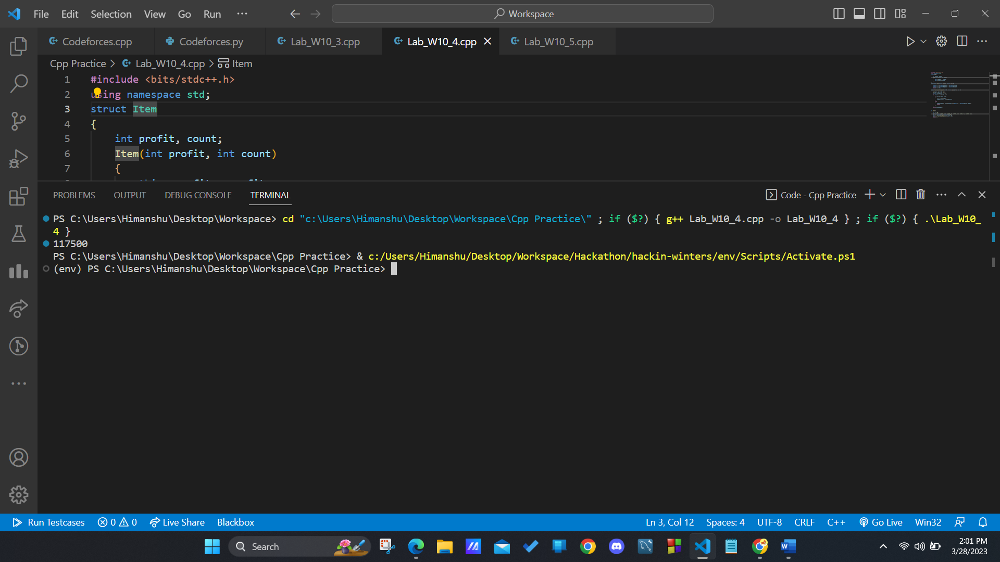 File Edit Selection View Go Run ··· Workspace
Codeforces.cpp Codeforces.py Lab_W10_3.cpp Lab_W10_4.cpp Lab_W10_5.cpp
Cpp Practice > Lab_W10_4.cpp > Item
1 #include <bits/stdc++.h>
2 using namespace std;
3 struct Item
4 {
5 int profit, count;
6 Item(int profit, int count)
7 {
PROBLEMS OUTPUT DEBUG CONSOLE TERMINAL Code - Cpp Practice
PS C:\Users\Himanshu\Desktop\Workspace> cd "c:\Users\Himanshu\Desktop\Workspace\Cpp Practice\" ; if ($?) { g++ Lab_W10_4.cpp -o Lab_W10_4 } ; if ($?) { .\Lab_W10_
4 }
117500
PS C:\Users\Himanshu\Desktop\Workspace\Cpp Practice> & c:/Users/Himanshu/Desktop/Workspace/Hackathon/hackin-winters/env/Scripts/Activate.ps1
(env) PS C:\Users\Himanshu\Desktop\Workspace\Cpp Practice>
Run Testcases 0 0 Live Share Blackbox Ln 3, Col 12 Spaces: 4 UTF-8 CRLF C++ Go Live Win32
Search
2:01 PM
3/28/2023